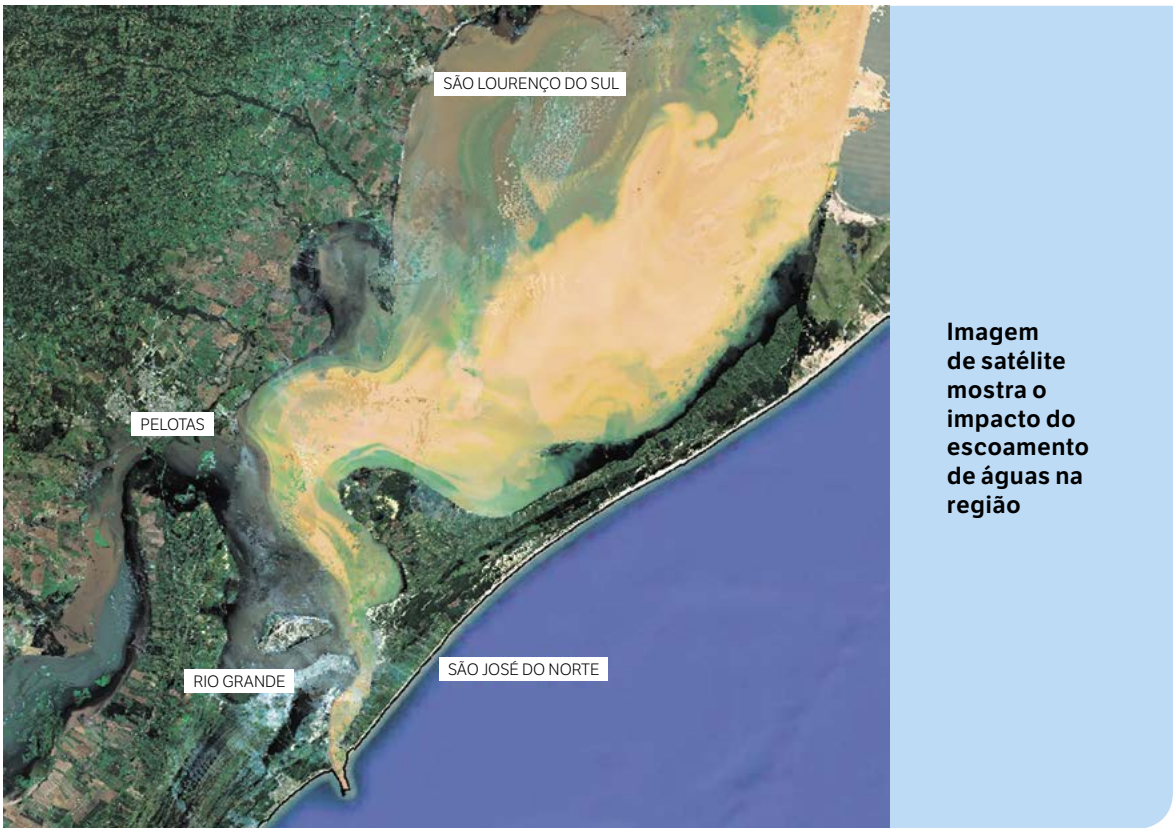 SÃO LOURENÇO DO SUL
PELOTAS
RIO GRANDE
SÃO JOSÉ DO NORTE
Imagem
de satélite
mostra o
impacto do
escoamento
de águas na
região